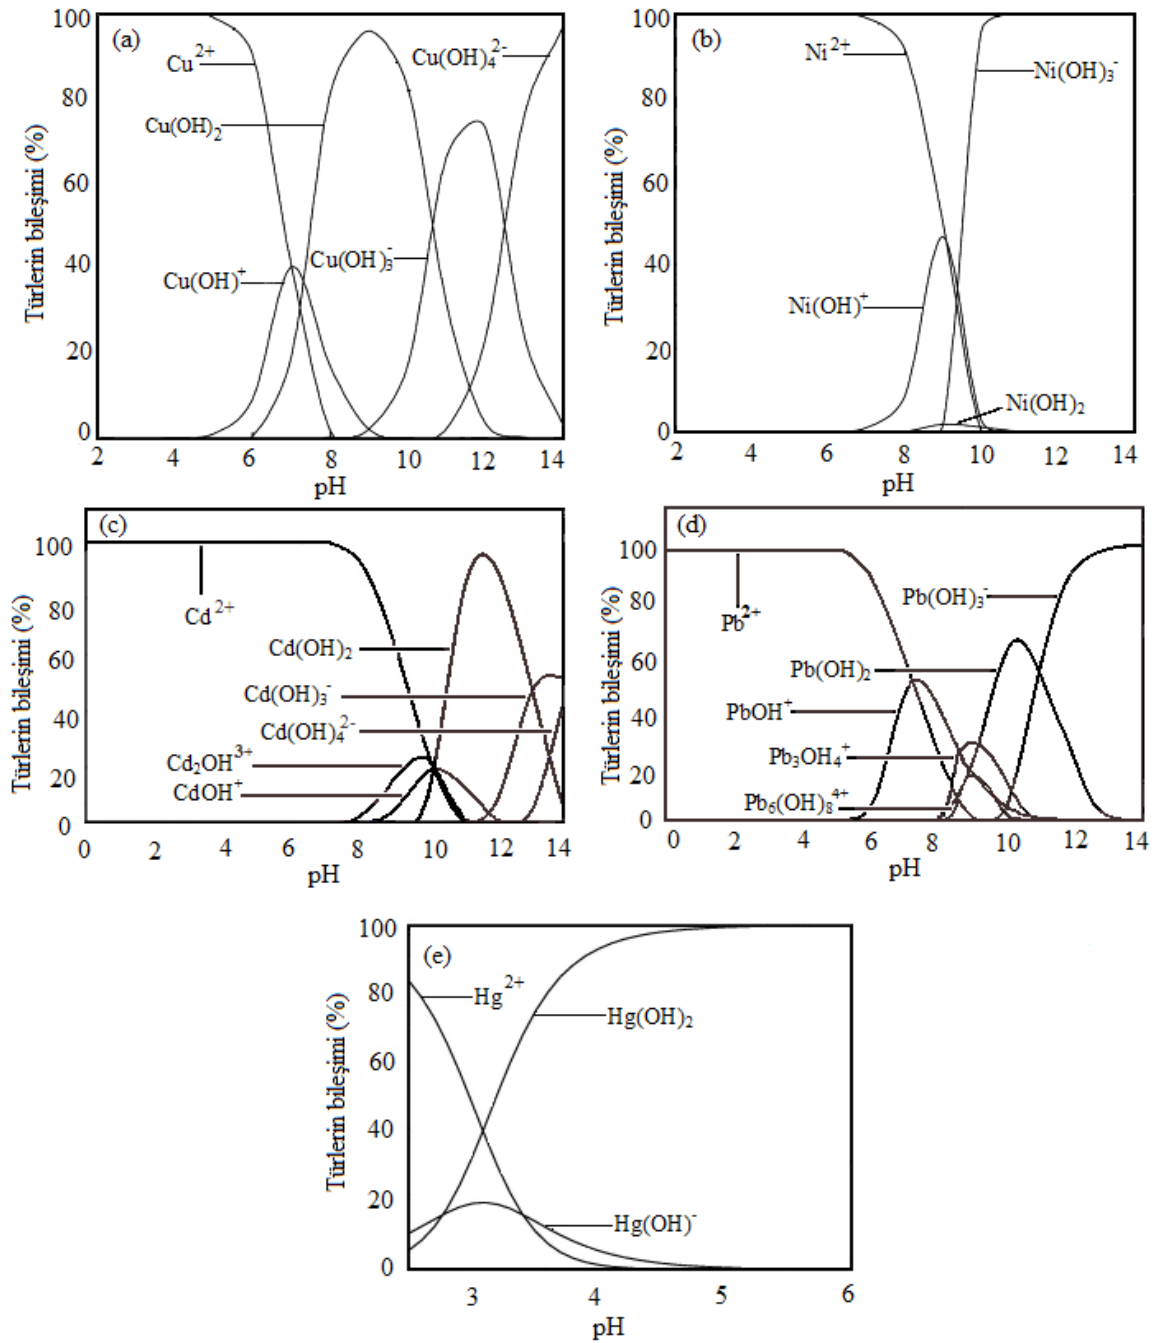 (a)
100
80
60
40
20
0
Türlerin bileşimi (%)
Cu2+
Cu(OH)2
Cu(OH)+
Cu(OH)3-
Cu(OH)42-
2 4 6 8 10 12 14
pH
(b)
100
80
60
40
20
0
Türlerin bileşimi (%)
Ni2+
Ni(OH)3-
Ni(OH)+
Ni(OH)2
2 4 6 8 10 12 14
pH
(c)
100
80
60
40
20
0
Türlerin bileşimi (%)
Cd2+
Cd(OH)2
Cd(OH)3-
Cd(OH)42-
Cd2OH3+
CdOH+
0 2 4 6 8 10 12 14
pH
(d)
100
80
60
40
20
0
Türlerin bileşimi (%)
Pb2+
Pb(OH)3-
Pb(OH)2
PbOH+
Pb3OH4+
Pb6(OH)84+
0 2 4 6 8 10 12 14
pH
(e)
100
80
60
40
20
0
Türlerin bileşimi (%)
Hg2+
Hg(OH)2
Hg(OH)-
3 4 5 6
pH